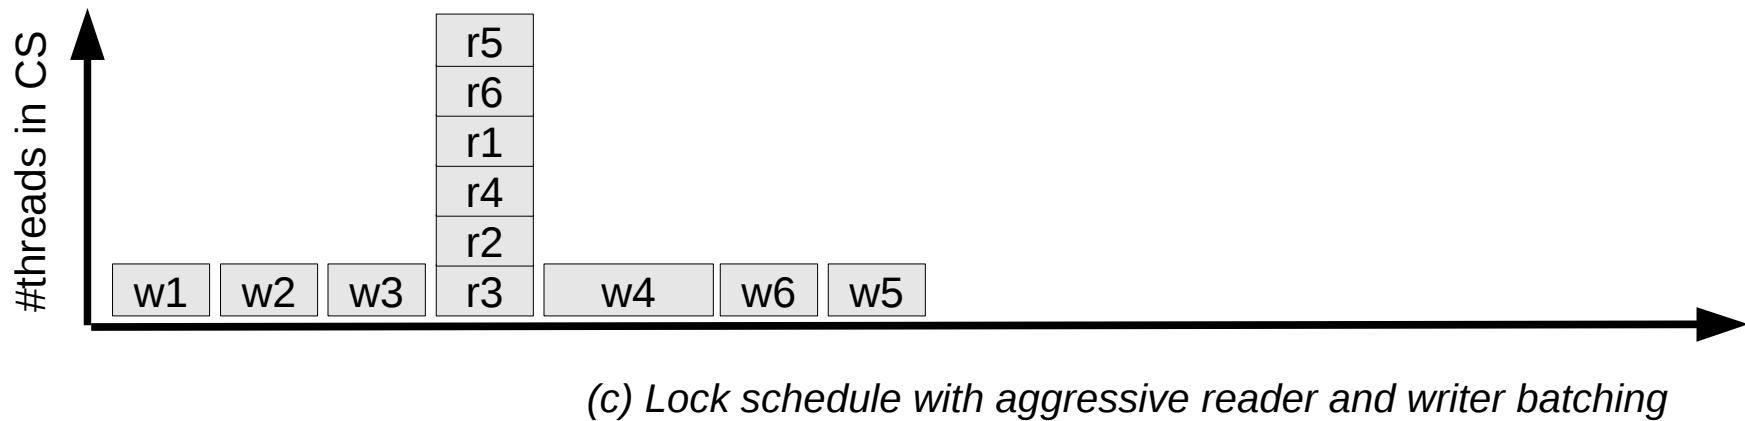 #threads in CS
r5
r6
r1
r4
r2
w1 w2 w3 r3 w4 w6 w5
(c) Lock schedule with aggressive reader and writer batching